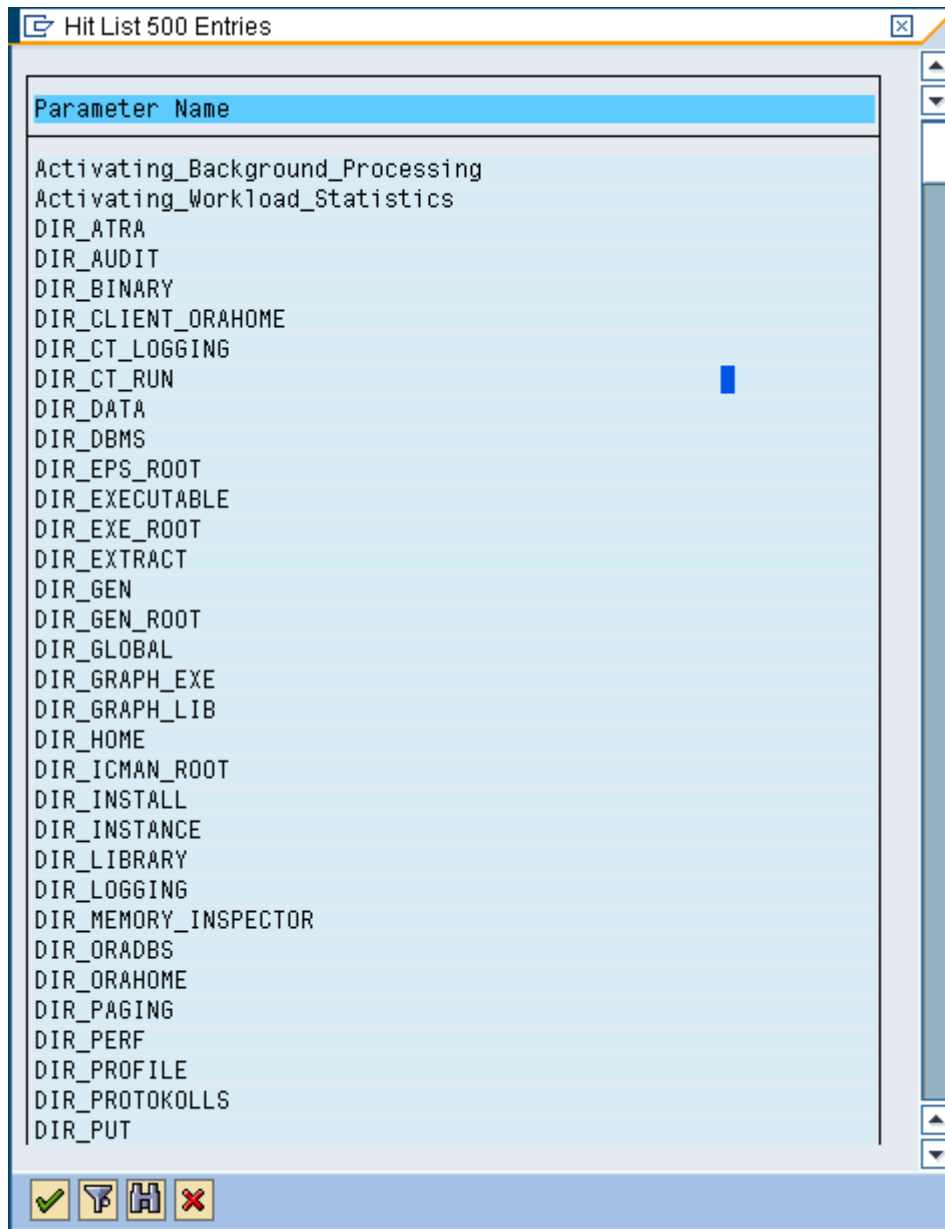 Hit List 500 Entries
Parameter Name
Activating_Background_Processing
Activating_Workload_Statistics
DIR_ATRA
DIR_AUDIT
DIR_BINARY
DIR_CLIENT_ORAHOME
DIR_CT_LOGGING
DIR_CT_RUN
DIR_DATA
DIR_DBMS
DIR_EPS_ROOT
DIR_EXECUTABLE
DIR_EXE_ROOT
DIR_EXTRACT
DIR_GEN
DIR_GEN_ROOT
DIR_GLOBAL
DIR_GRAPH_EXE
DIR_GRAPH_LIB
DIR_HOME
DIR_ICMAN_ROOT
DIR_INSTALL
DIR_INSTANCE
DIR_LIBRARY
DIR_LOGGING
DIR_MEMORY_INSPECTOR
DIR_ORADBS
DIR_ORAHOME
DIR_PAGING
DIR_PERF
DIR_PROFILE
DIR_PROTOKOLLS
DIR_PUT